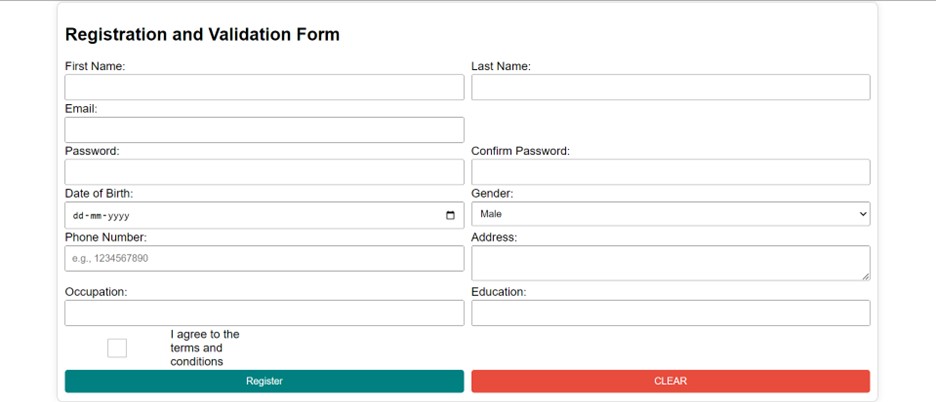 Registration and Validation Form
First Name:
Last Name:
Email:
Password:
Confirm Password:
Date of Birth:
Gender:
dd-mm-yyyy
Male
Phone Number:
Address:
e.g., 1234567890
Occupation:
Education:
I agree to the
terms and
conditions
Register
CLEAR